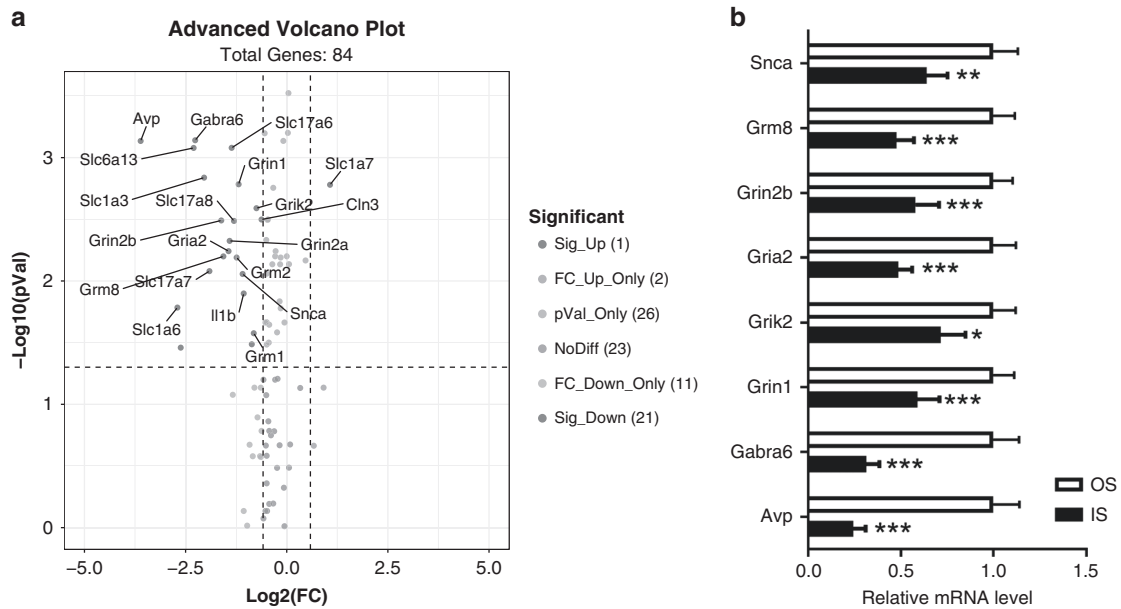 a
Advanced Volcano Plot
Total Genes: 84
Avp
Gabra6
Slc17a6
Slc6a13
Grin1
Slc1a7
Slc1a3
Slc17a8
Grik2
Cln3
Grin2b
Gria2
Grin2a
Grm8
Slc17a7
Grm2
Slc1a6
Il1b
Snca
Grm1
3
2
1
0
−Log10(pVal)
−5.0
−2.5
0.0
2.5
5.0
Log2(FC)
Significant
Sig_Up (1)
FC_Up_Only (2)
pVal_Only (26)
NoDiff (23)
FC_Down_Only (11)
Sig_Down (21)
b
Snca
**
Grm8
***
Grin2b
***
Gria2
***
Grik2
*
Grin1
***
Gabra6
***
Avp
***
OS
IS
0.0
0.5
1.0
1.5
Relative mRNA level